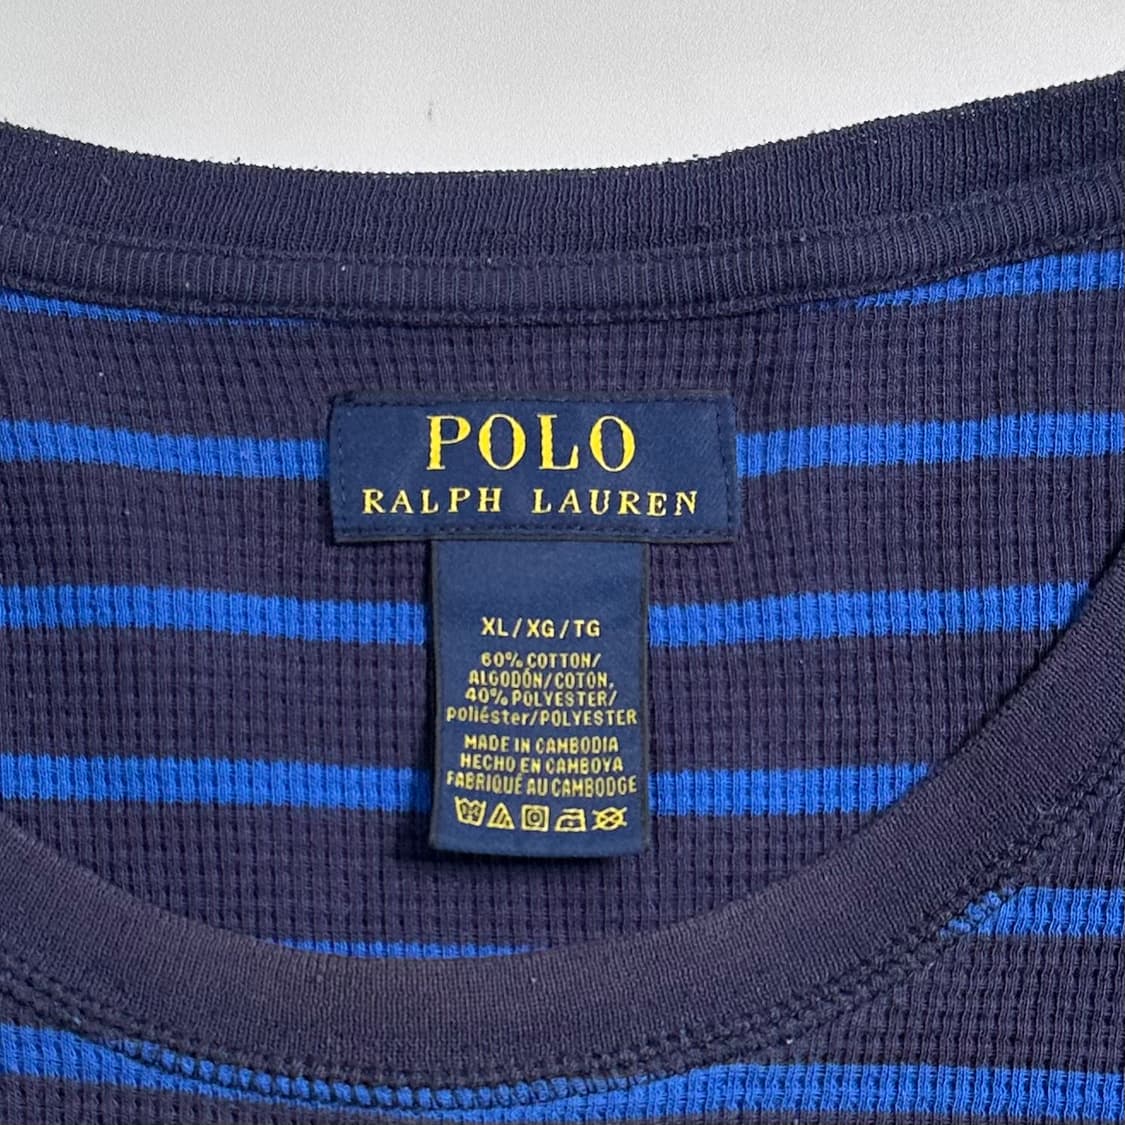 POLO
RALPH LAUREN
XL/XG/TG
60% COTTON/
ALGODÓN/COTON,
40% POLYESTER/
poliéster/POLYESTER
MADE IN CAMBODIA
HECHO EN CAMBOYA
FABRIQUÉ AU CAMBODGE